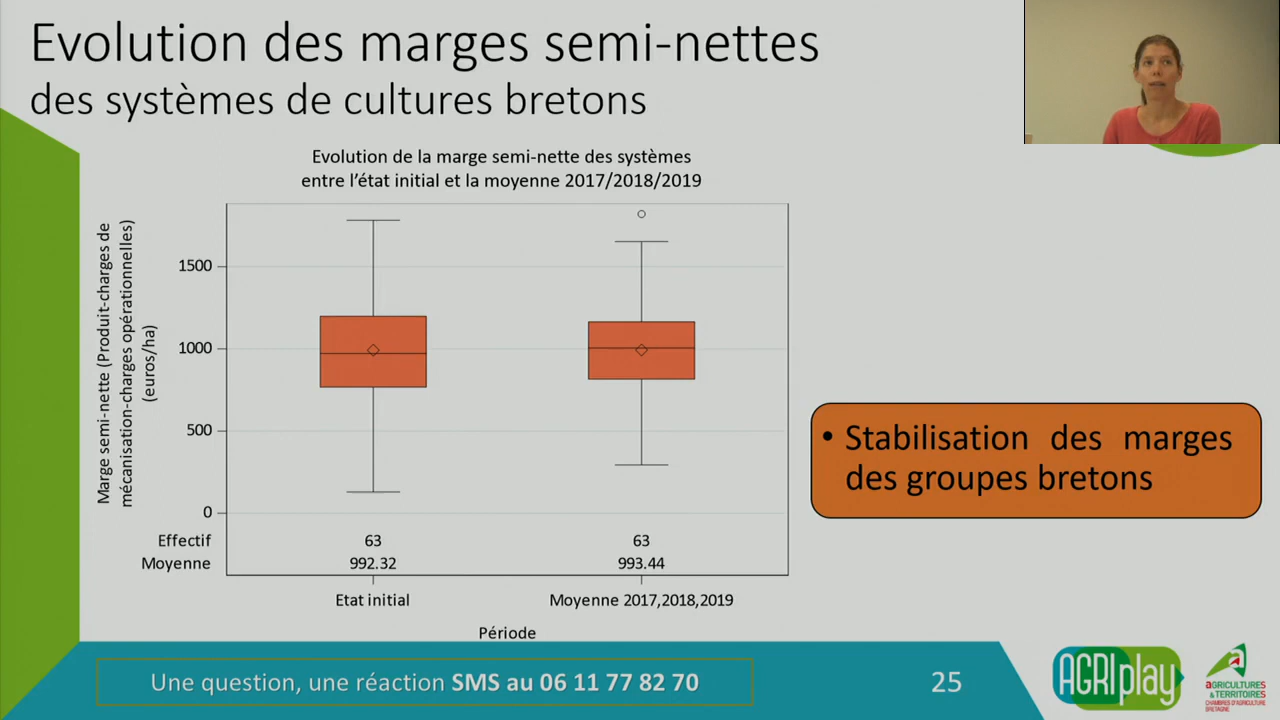 Evolution des marges semi-nettes
des systèmes de cultures bretons
Evolution de la marge semi-nette des systèmes
entre l'état initial et la moyenne 2017/2018/2019
Marge semi-nette (Produit-charges de
mécanisation-charges opérationnelles)
(euros/ha)
1500
1000
500
0
Effectif 63 63
Moyenne 992.32 993.44
Etat initial Moyenne 2017,2018,2019
Période
• Stabilisation des marges
des groupes bretons
Une question, une réaction SMS au 06 11 77 82 70
25
AGRIplay
aGRICULTURES
& TERRITOIRES
CHAMBRES D'AGRICULTURE
BRETAGNE